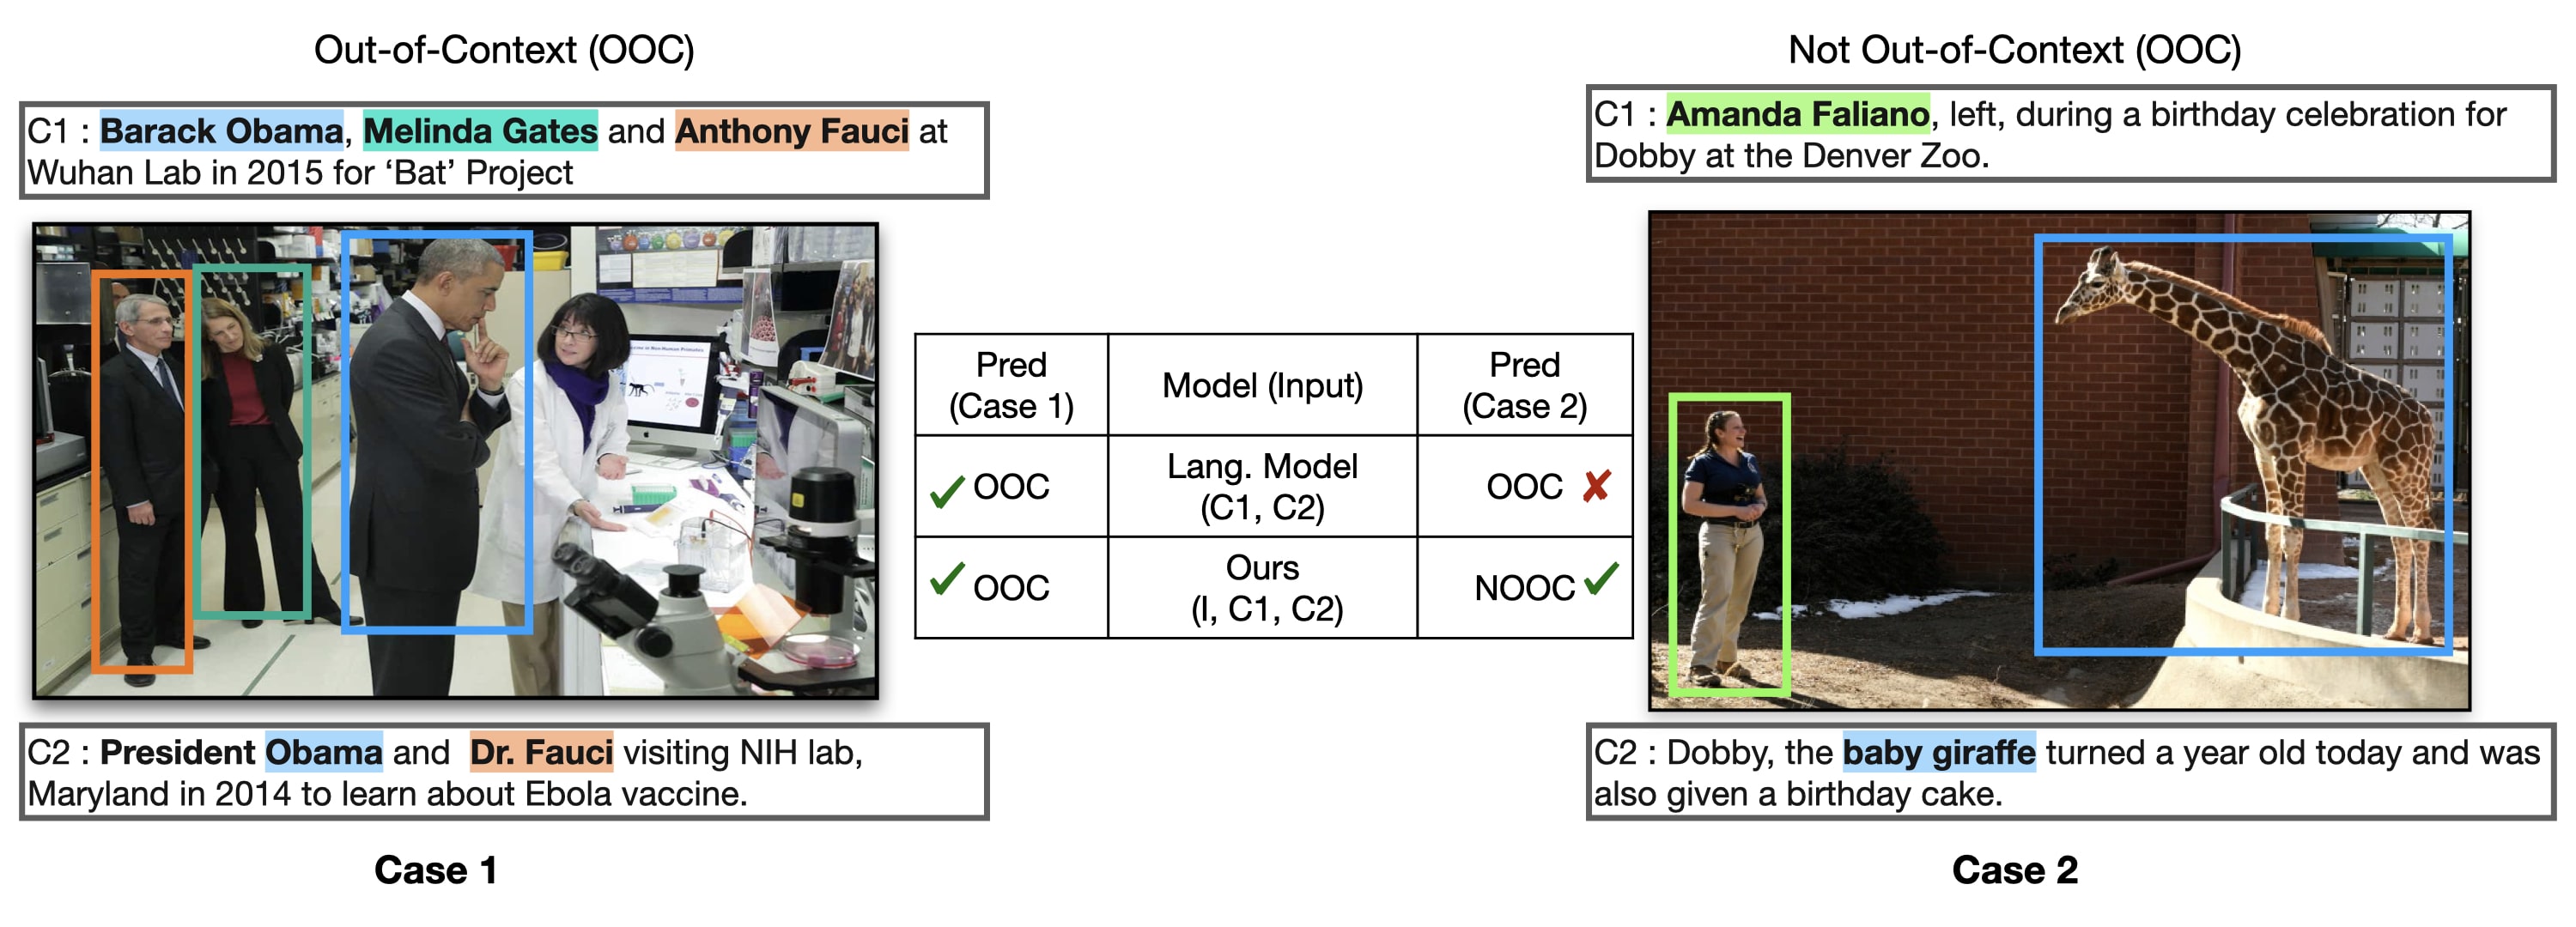 Out-of-Context (OOC)
C1 : Barack Obama, Melinda Gates and Anthony Fauci at
Wuhan Lab in 2015 for ‘Bat’ Project
C2 : President Obama and Dr. Fauci visiting NIH lab,
Maryland in 2014 to learn about Ebola vaccine.
Case 1
Pred
(Case 1)
Model (Input)
Pred
(Case 2)
✓ OOC
Lang. Model
(C1, C2)
OOC ✘
✓ OOC
Ours
(I, C1, C2)
NOOC ✓
Not Out-of-Context (OOC)
C1 : Amanda Faliano, left, during a birthday celebration for
Dobby at the Denver Zoo.
C2 : Dobby, the baby giraffe turned a year old today and was
also given a birthday cake.
Case 2